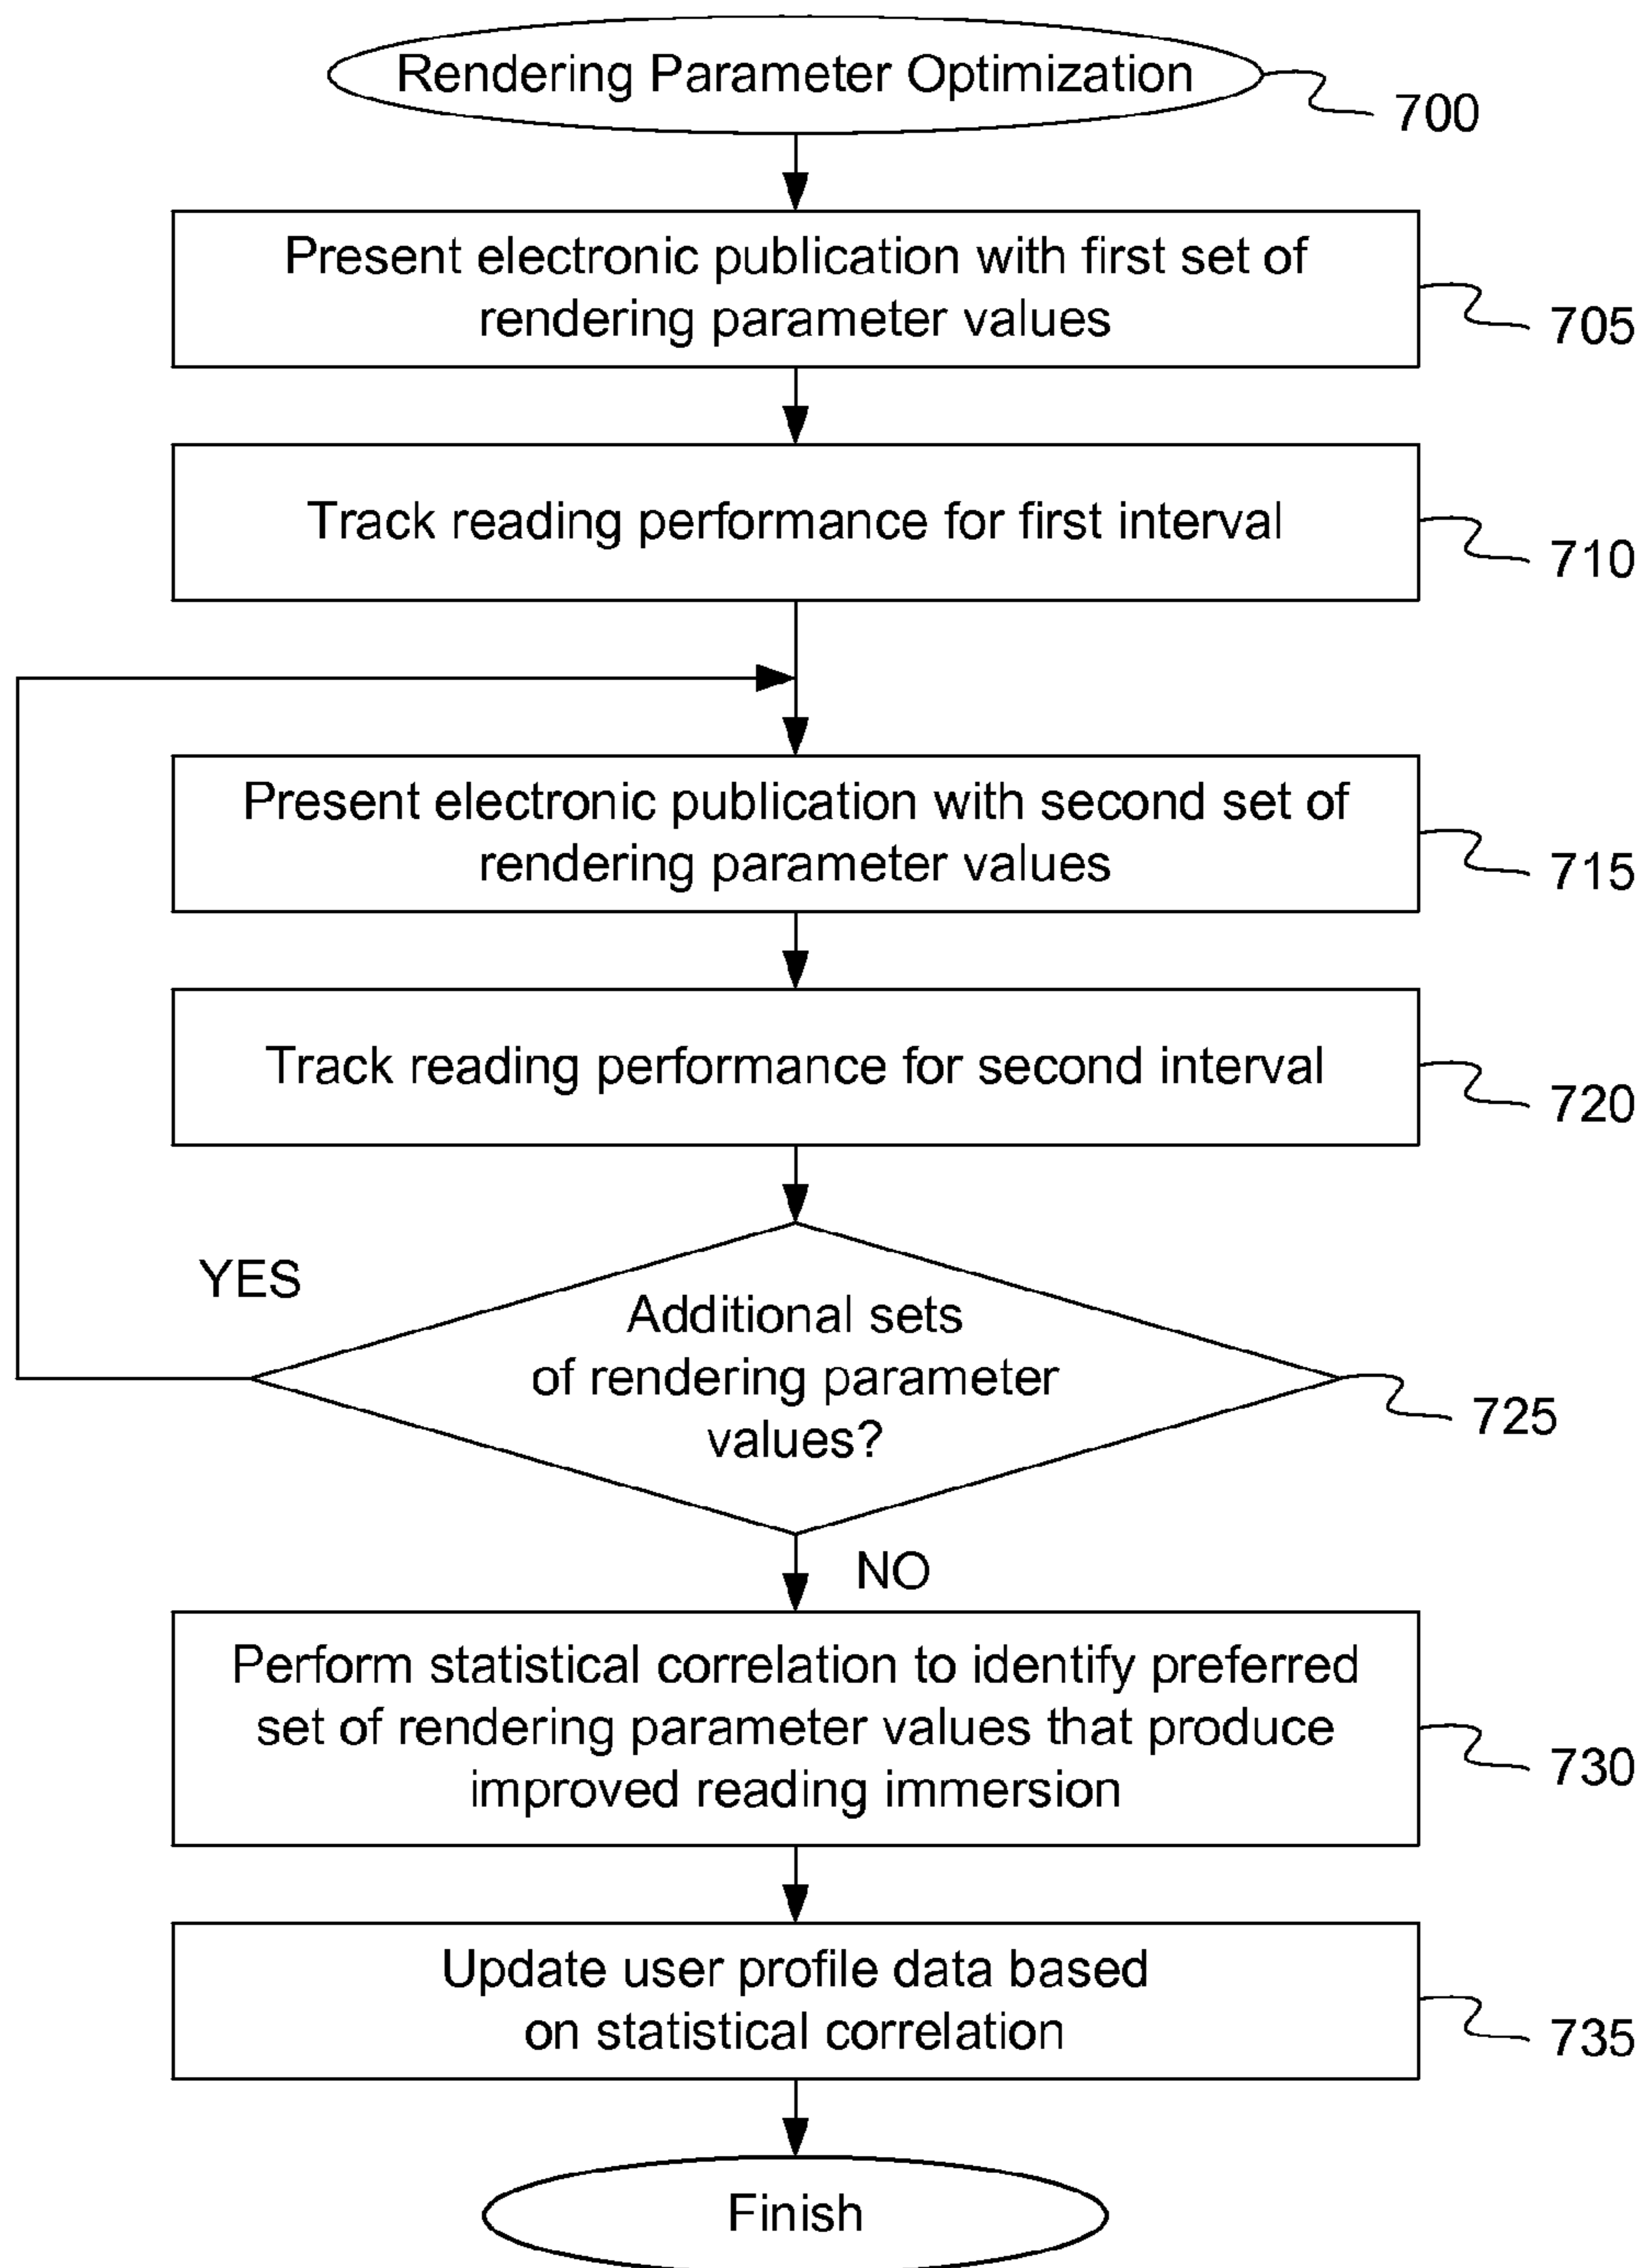 Rendering Parameter Optimization
700
Present electronic publication with first set of
rendering parameter values
705
Track reading performance for first interval
710
Present electronic publication with second set of
rendering parameter values
715
Track reading performance for second interval
720
YES
Additional sets
of rendering parameter
values?
725
NO
Perform statistical correlation to identify preferred
set of rendering parameter values that produce
improved reading immersion
730
Update user profile data based
on statistical correlation
735
Finish